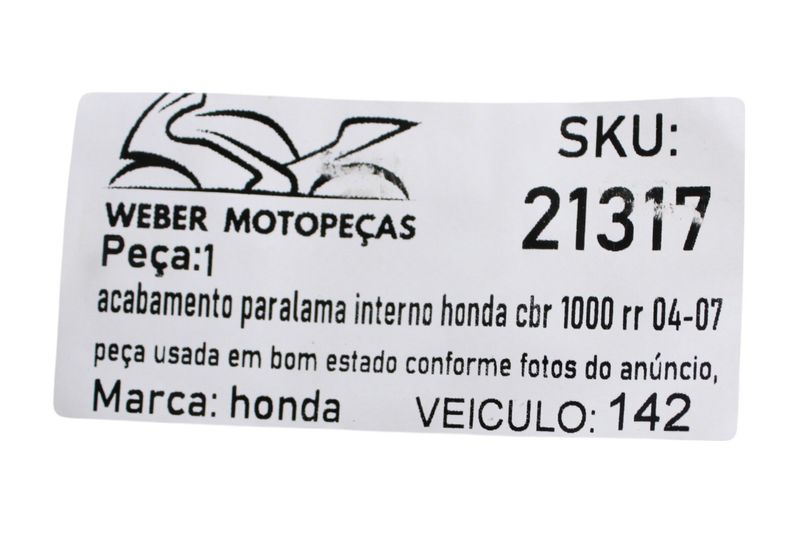 WEBER MOTOPEÇAS
SKU:
21317
Peça:1
acabamento paralama interno honda cbr 1000 rr 04-07
peça usada em bom estado conforme fotos do anúncio,
Marca: honda
VEICULO: 142